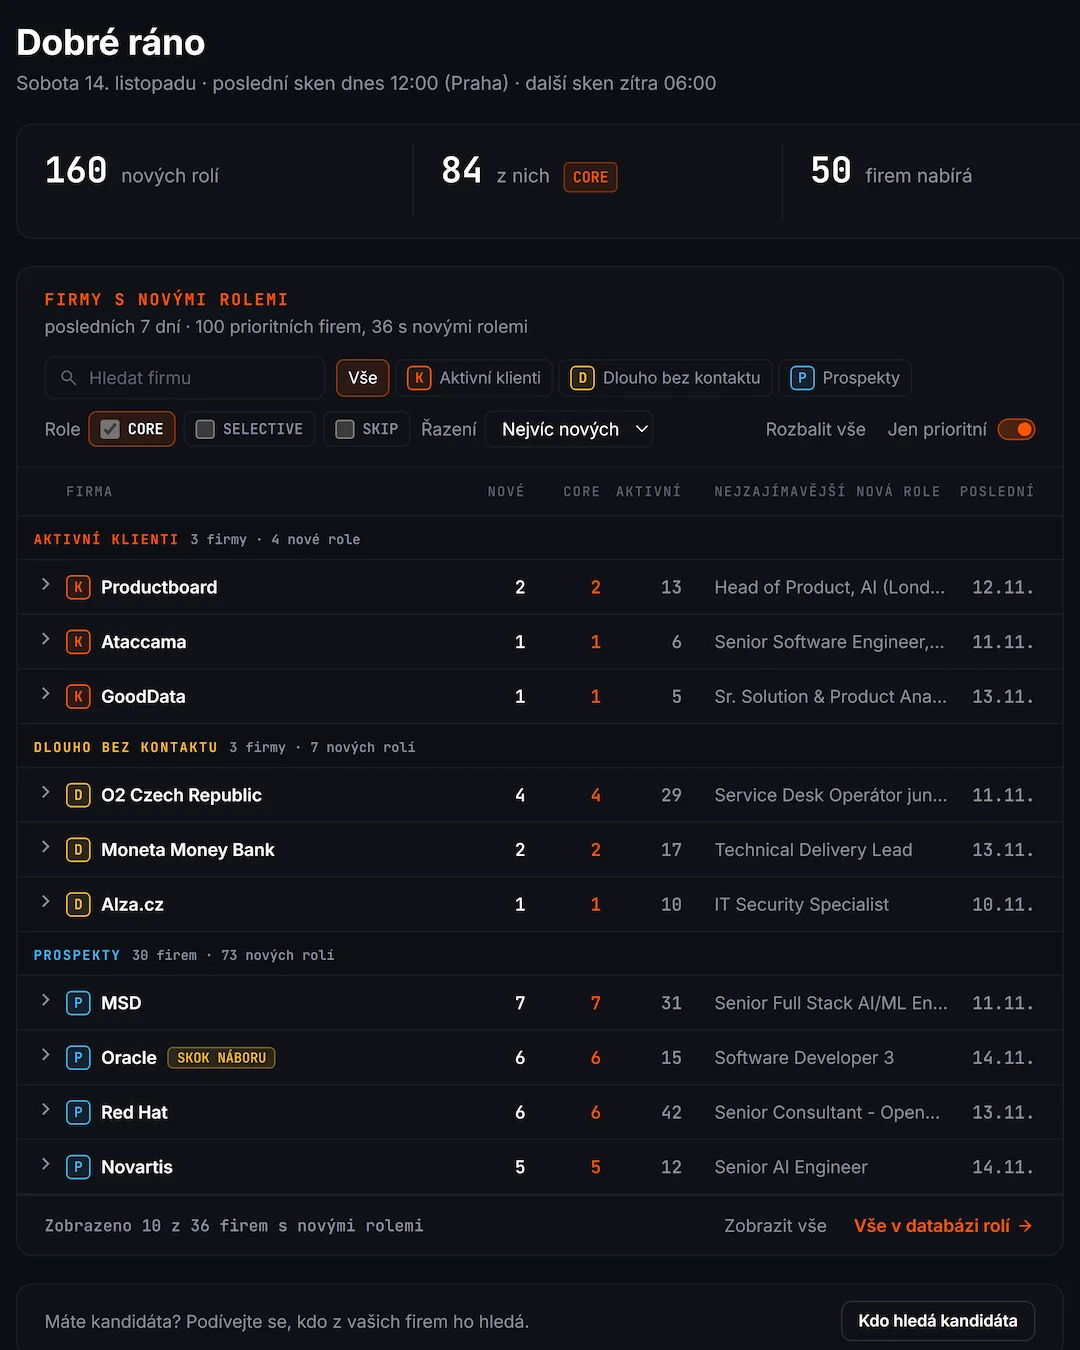 Dobré ráno
Sobota 14. listopadu · poslední sken dnes 12:00 (Praha) · další sken zítra 06:00
160 nových rolí
84 z nich CORE
50 firem nabírá
FIRMY S NOVÝMI ROLEMI
posledních 7 dní · 100 prioritních firem, 36 s novými rolemi
Hledat firmu Vše K Aktivní klienti D Dlouho bez kontaktu P Prospekty
Role CORE SELECTIVE SKIP Řazení Nejvíc nových Rozbalit vše Jen prioritní
FIRMA NOVÉ CORE AKTIVNÍ NEJZAJÍMAVĚJŠÍ NOVÁ ROLE POSLEDNÍ
AKTIVNÍ KLIENTI 3 firmy · 4 nové role
K Productboard 2 2 13 Head of Product, AI (Lond... 12.11.
K Ataccama 1 1 6 Senior Software Engineer,... 11.11.
K GoodData 1 1 5 Sr. Solution & Product Ana... 13.11.
DLOUHO BEZ KONTAKTU 3 firmy · 7 nových rolí
D O2 Czech Republic 4 4 29 Service Desk Operátor jun... 11.11.
D Moneta Money Bank 2 2 17 Technical Delivery Lead 13.11.
D Alza.cz 1 1 10 IT Security Specialist 10.11.
PROSPEKTY 30 firem · 73 nových rolí
P MSD 7 7 31 Senior Full Stack AI/ML En... 11.11.
P Oracle SKOK NÁBORU 6 6 15 Software Developer 3 14.11.
P Red Hat 6 6 42 Senior Consultant - Open... 13.11.
P Novartis 5 5 12 Senior AI Engineer 14.11.
Zobrazeno 10 z 36 firem s novými rolemi Zobrazit vše Vše v databázi rolí →
Máte kandidáta? Podívejte se, kdo z vašich firem ho hledá. Kdo hledá kandidáta